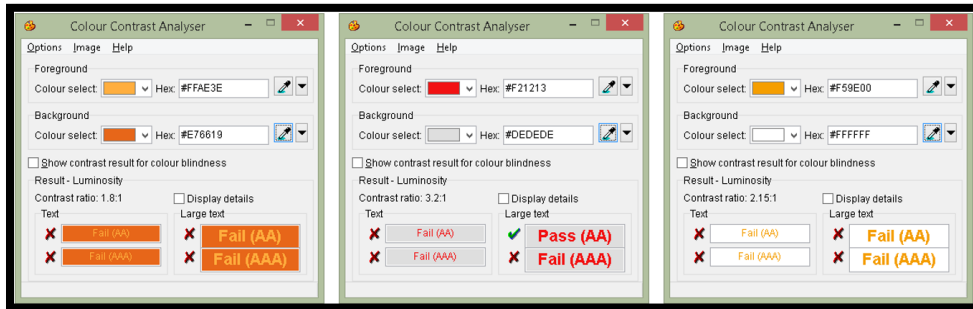 Colour Contrast Analyser
Options Image Help
Foreground
Colour select: Hex: #FFAE3E
Background
Colour select: Hex: #E76619
Show contrast result for colour blindness
Result - Luminosity
Contrast ratio: 1.8:1 Display details
Text Large text
Fail (AA) Fail (AA)
Fail (AAA) Fail (AAA)
Colour Contrast Analyser
Options Image Help
Foreground
Colour select: Hex: #F21213
Background
Colour select: Hex: #DEDEDE
Show contrast result for colour blindness
Result - Luminosity
Contrast ratio: 3.2:1 Display details
Text Large text
Fail (AA) Pass (AA)
Fail (AAA) Fail (AAA)
Colour Contrast Analyser
Options Image Help
Foreground
Colour select: Hex: #F59E00
Background
Colour select: Hex: #FFFFFF
Show contrast result for colour blindness
Result - Luminosity
Contrast ratio: 2.15:1 Display details
Text Large text
Fail (AA) Fail (AA)
Fail (AAA) Fail (AAA)